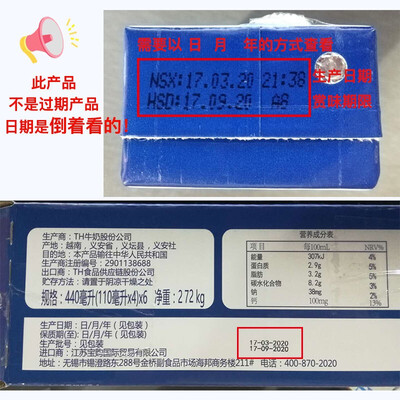 需要以 日 月 年的方式查看
此产品
不是过期产品
日期是倒着看的!
NSX:17.03.20 21:38
生产日期
HSD:17.09.20 A8
赏味期限
生产商:TH牛奶股份公司
产地:越南,义安省,义坛县,义安社
本产品输往中华人民共和国
生产商注册编号:2901138688
出口商:TH食品供应链股份公司
贮存方法:请置于阴凉干燥之处
规格:440毫升(110毫升x4)x6 净重:2.72 kg
营养成分表
项目 每100mL NRV%
能量 307kJ 4%
蛋白质 2.9g 5%
脂肪 3.2g 5%
碳水化合物 8.2g 3%
钠 38mg 2%
钙 100mg 13%
生产日期:日/月/年(见包装)
保质期(至):日/月/年(见包装)
生产批号:见包装
17-03-2020
17-09-2020
进口商:江苏宝购国际贸易有限公司
地址:无锡市锡澄路东288号金桥副食品市场海邦商务楼211# 电话:400-870-2020